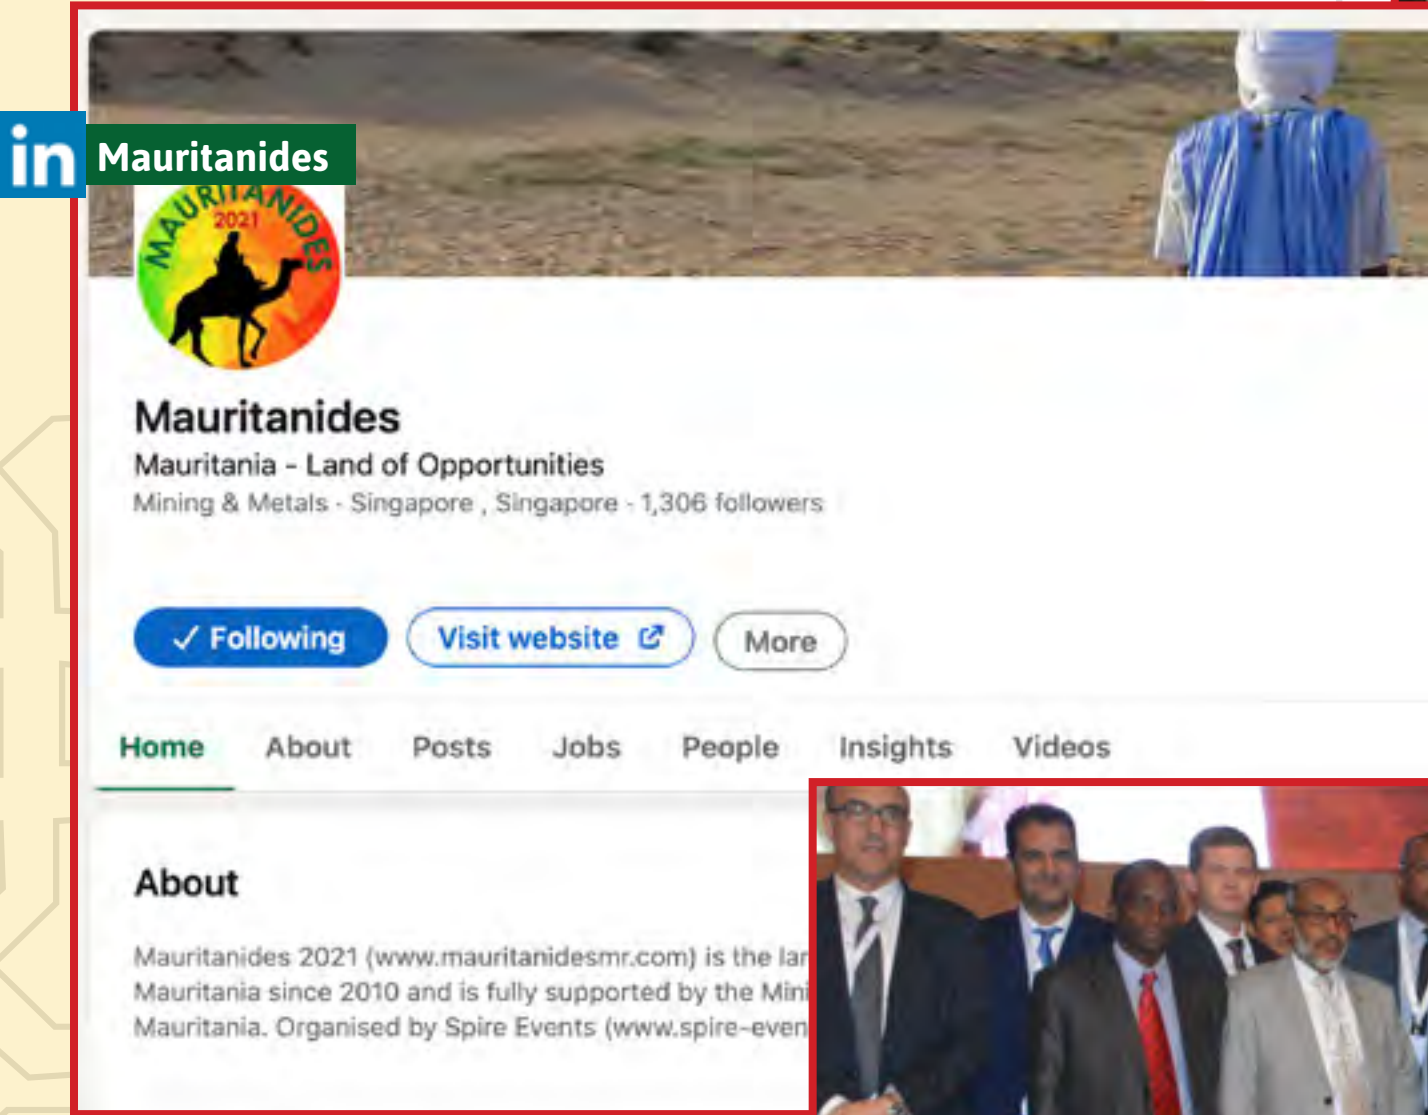 in Mauritanides
MAURITANIDES
2021
Mauritanides
Mauritania - Land of Opportunities
Mining & Metals · Singapore , Singapore · 1,306 followers
✓ Following Visit website More
Home About Posts Jobs People Insights Videos
About
Mauritanides 2021 (www.mauritanidesmr.com) is the lar
Mauritania since 2010 and is fully supported by the Mini
Mauritania. Organised by Spire Events (www.spire-even